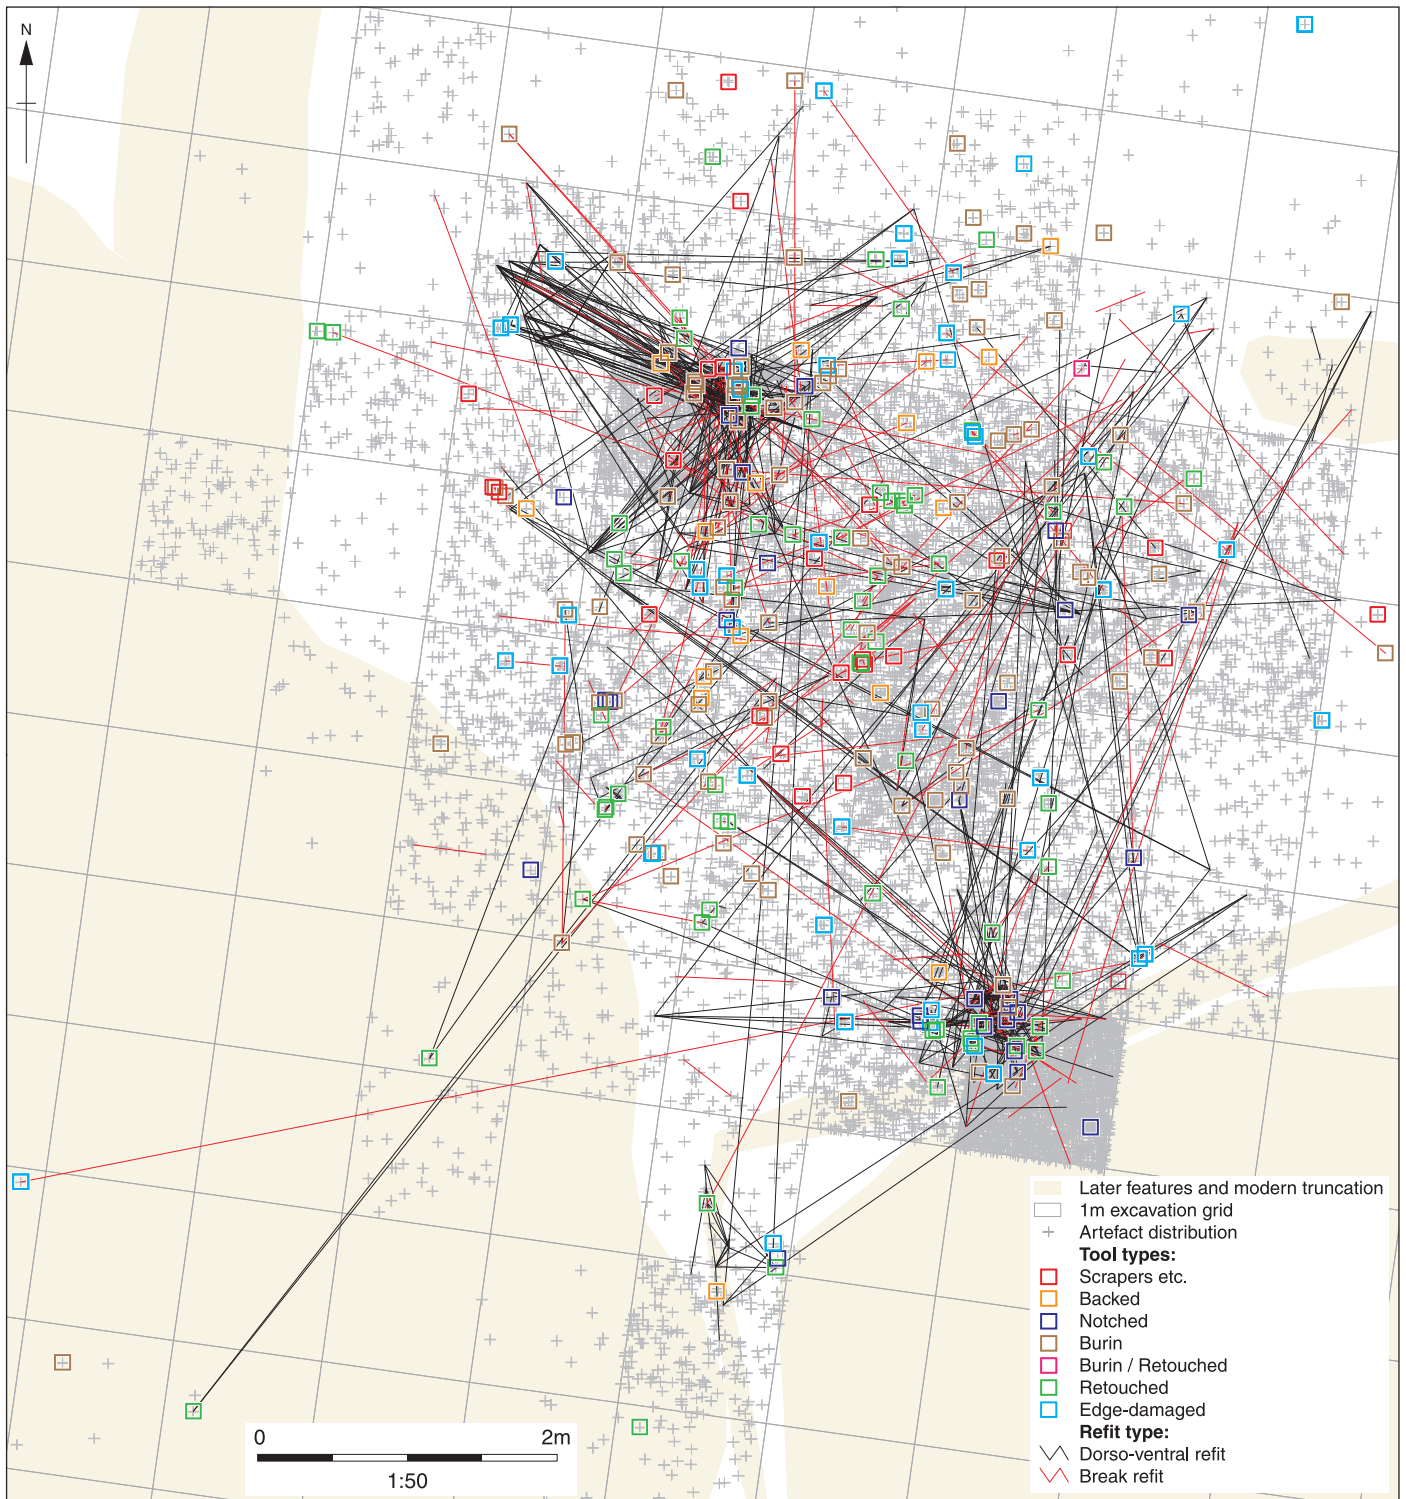 N
Later features and modern truncation
1m excavation grid
Artefact distribution
Tool types:
Scrapers etc.
Backed
Notched
Burin
Burin / Retouched
Retouched
Edge-damaged
Refit type:
Dorso-ventral refit
Break refit
0 2m
1:50